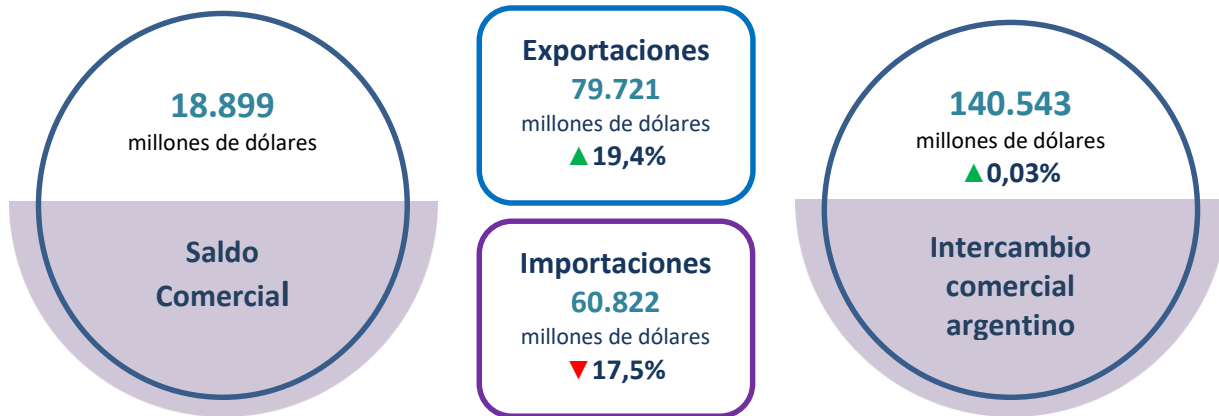 18.899
millones de dólares
Saldo
Comercial
Exportaciones
79.721
millones de dólares
▲19,4%
Importaciones
60.822
millones de dólares
▼17,5%
140.543
millones de dólares
▲0,03%
Intercambio
comercial
argentino